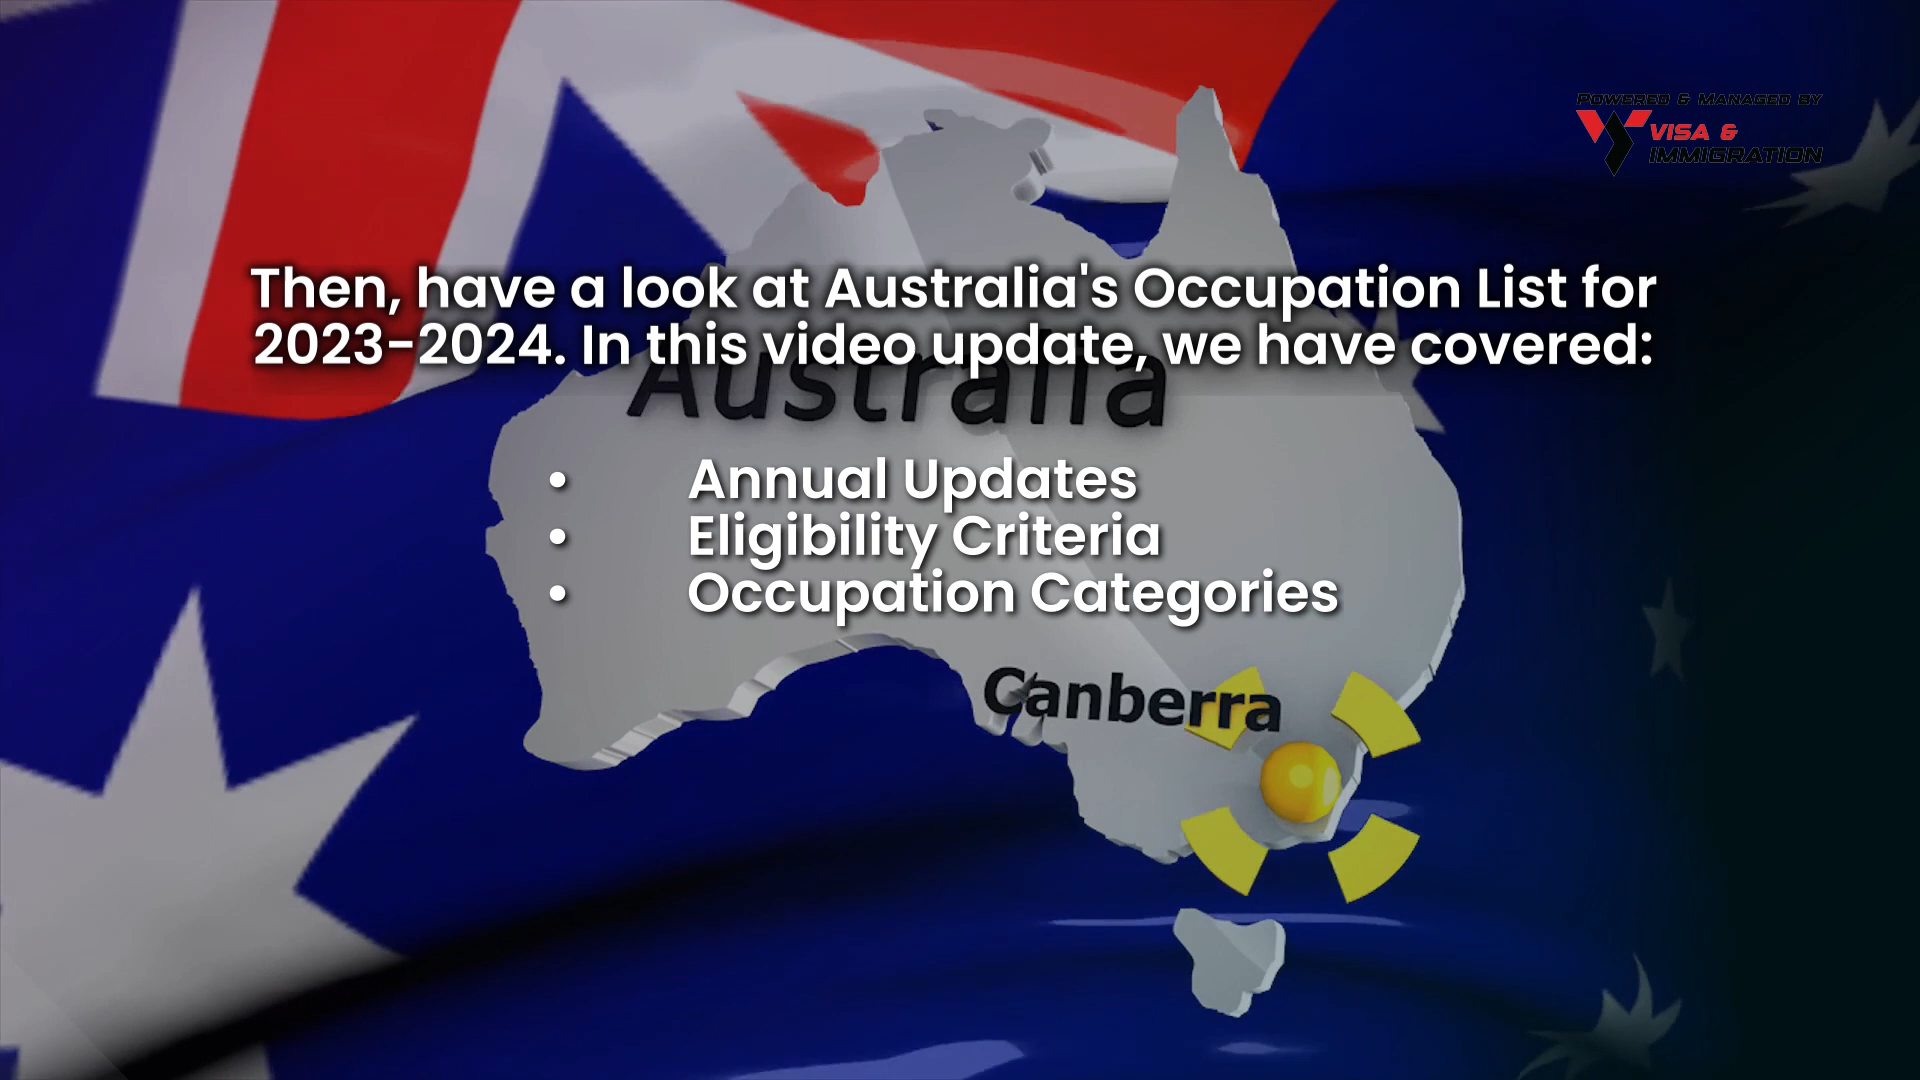 POWERED & MANAGED BY
VISA &
IMMIGRATION
Then, have a look at Australia's Occupation List for
2023-2024. In this video update, we have covered:
Australia
• Annual Updates
• Eligibility Criteria
• Occupation Categories
Canberra